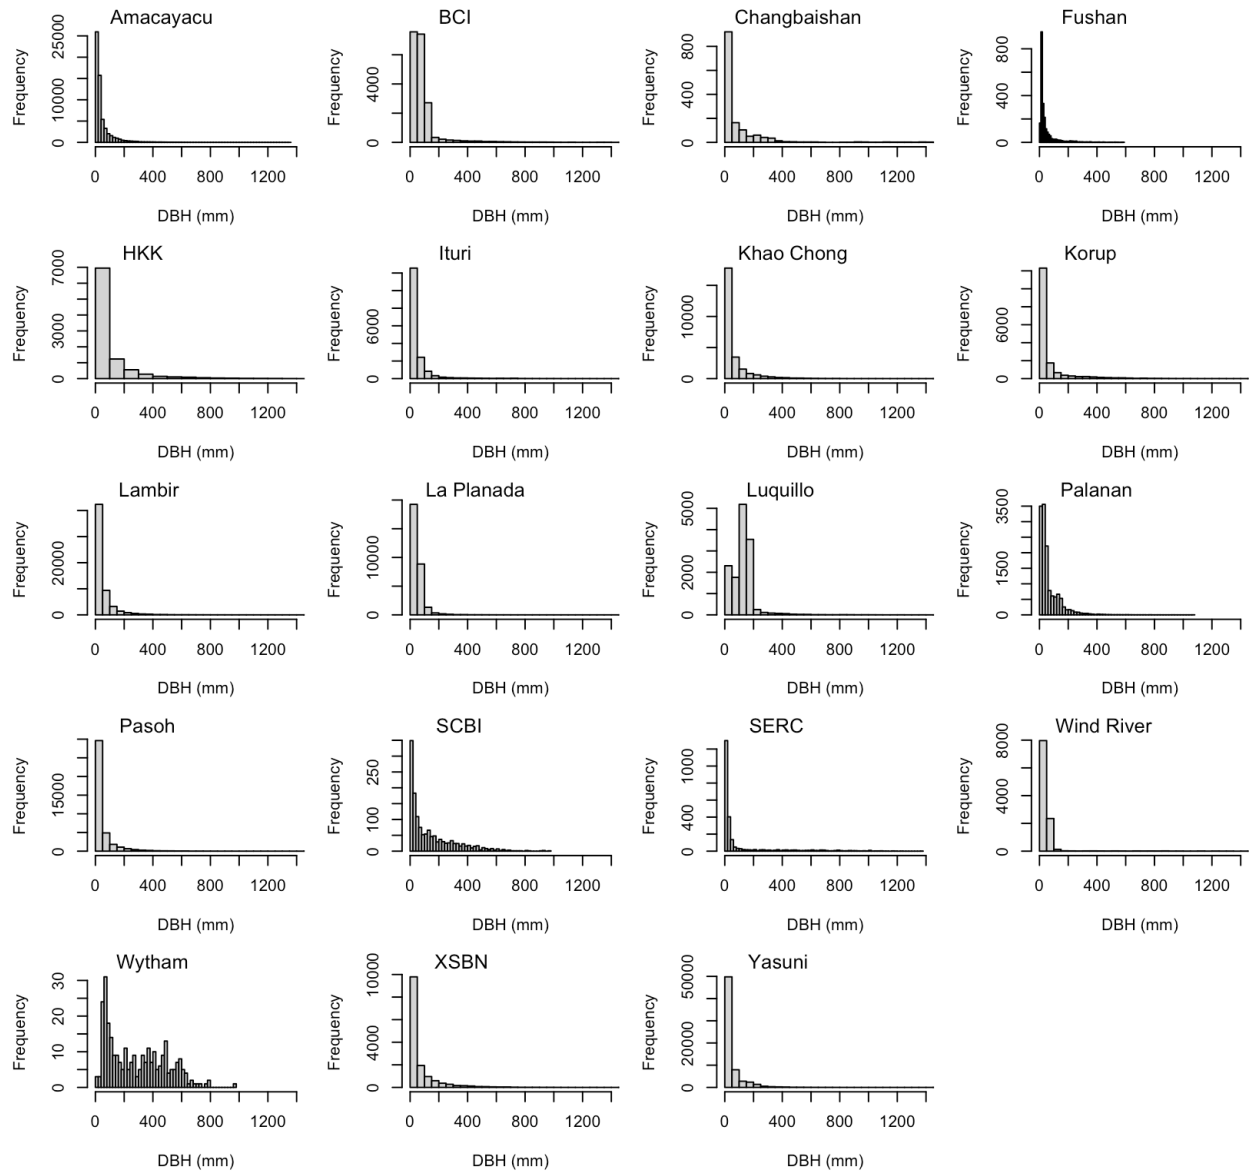 Amacayacu
Frequency
0 10000 25000
0 400 800 1200
DBH (mm)
BCI
Frequency
0 4000
0 400 800 1200
DBH (mm)
Changbaishan
Frequency
0 400 800
0 400 800 1200
DBH (mm)
Fushan
Frequency
0 400 800
0 400 800 1200
DBH (mm)
HKK
Frequency
0 3000 7000
0 400 800 1200
DBH (mm)
Ituri
Frequency
0 6000
0 400 800 1200
DBH (mm)
Khao Chong
Frequency
0 10000
0 400 800 1200
DBH (mm)
Korup
Frequency
0 6000
0 400 800 1200
DBH (mm)
Lambir
Frequency
0 20000
0 400 800 1200
DBH (mm)
La Planada
Frequency
0 10000
0 400 800 1200
DBH (mm)
Luquillo
Frequency
0 2000 5000
0 400 800 1200
DBH (mm)
Palanan
Frequency
0 1500 3500
0 400 800 1200
DBH (mm)
Pasoh
Frequency
0 15000
0 400 800 1200
DBH (mm)
SCBI
Frequency
0 100 250
0 400 800 1200
DBH (mm)
SERC
Frequency
0 400 1000
0 400 800 1200
DBH (mm)
Wind River
Frequency
0 4000 8000
0 400 800 1200
DBH (mm)
Wytham
Frequency
0 10 20 30
0 400 800 1200
DBH (mm)
XSBN
Frequency
0 4000 10000
0 400 800 1200
DBH (mm)
Yasuni
Frequency
0 20000 50000
0 400 800 1200
DBH (mm)